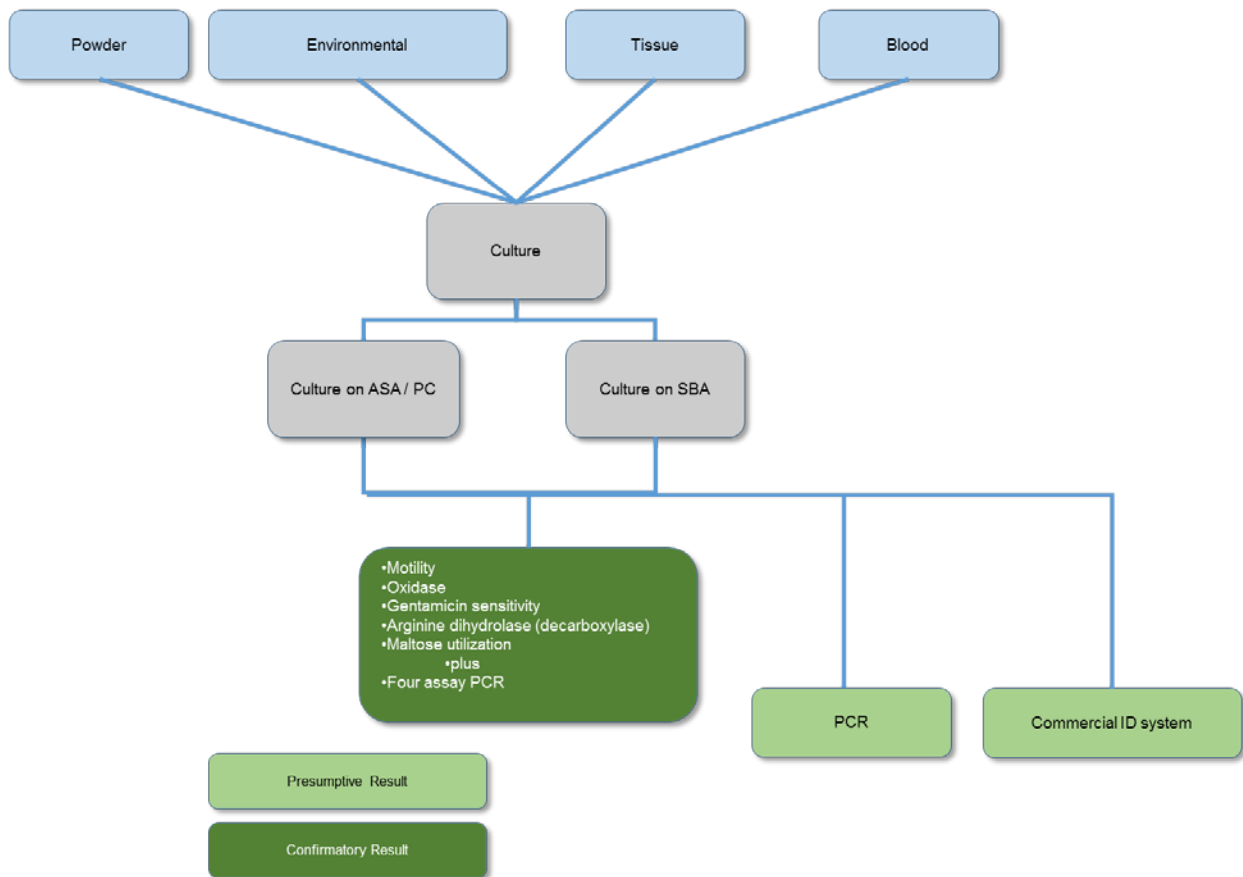 Powder
Environmental
Tissue
Blood
Culture
Culture on ASA / PC
Culture on SBA
•Motility
•Oxidase
•Gentamicin sensitivity
•Arginine dihydrolase (decarboxylase)
•Maltose utilization
•plus
•Four assay PCR
PCR
Commercial ID system
Presumptive Result
Confirmatory Result